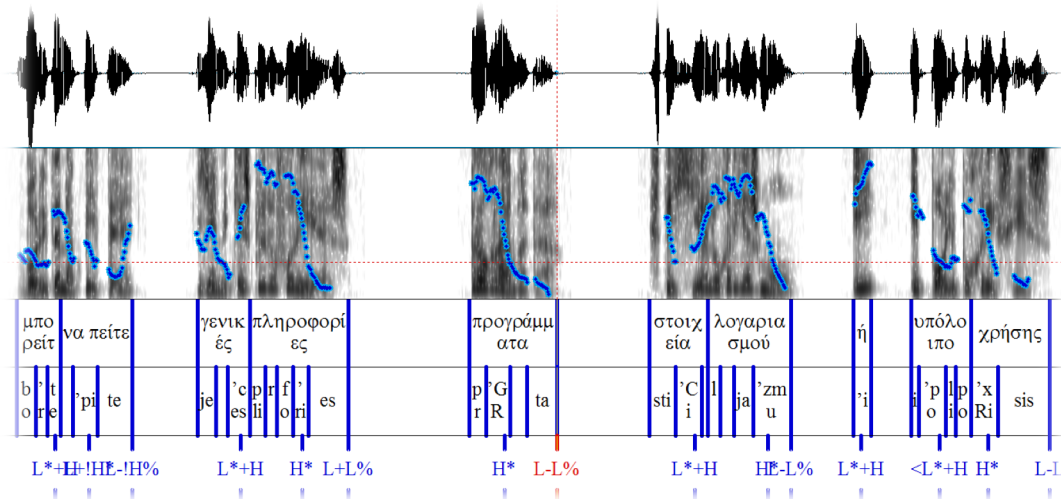 μπο
ρείτ
να πείτε
γενικ
ές
πληροφορί
ες
προγράμμ
ατα
στοιχ
εία
λογαρια
σμού
ή
υπόλο
ιπο
χρήσης
b
o
'
r
t
e
'pi
te
je
'c
es
p
li
r
f
o
'
ri
es
p
r
'G
R
ta
sti
'C
i
l
ja
'zm
u
'i
i
'p
o
l
i
p
o
'x
Ri
sis
L*+H
L+!H*
L-!H%
L*+H
H*
L+L%
H*
L-L%
L*+H
H*
L-L%
L*+H
<L*+H
H*
L-L